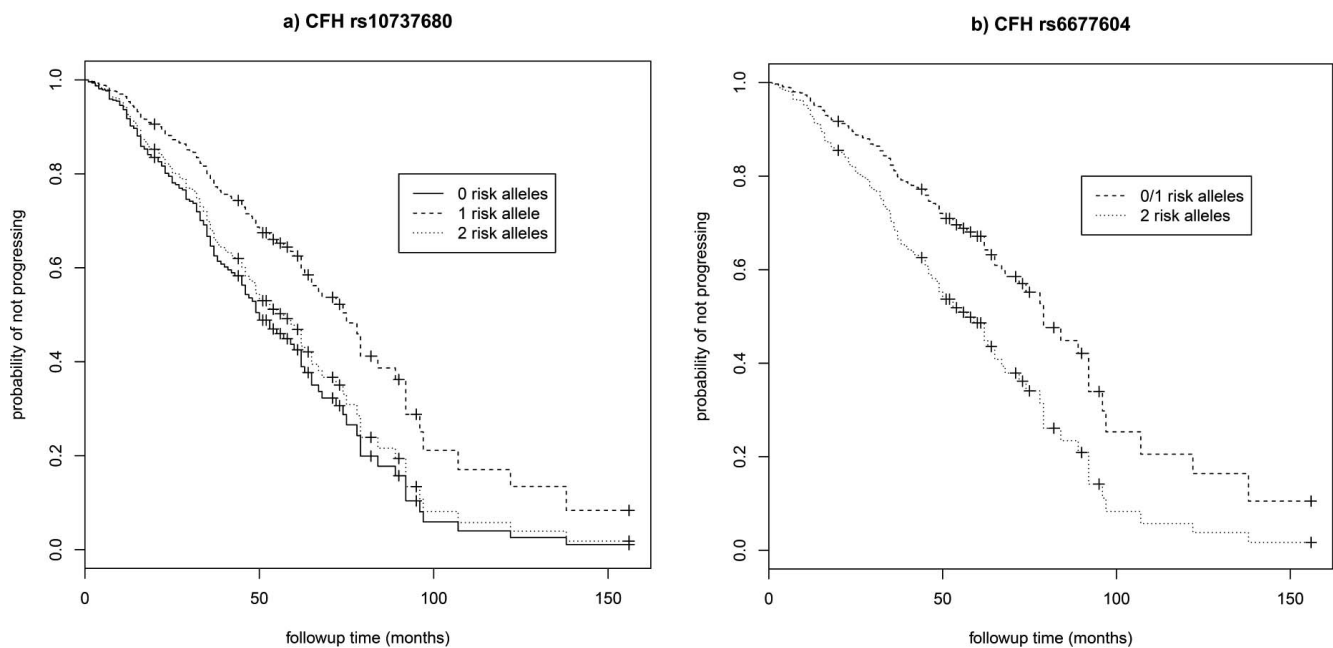 a) CFH rs10737680
probability of not progressing
1.0
0.8
0.6
0.4
0.2
0.0
0 risk alleles
1 risk allele
2 risk alleles
0 50 100 150
followup time (months)
b) CFH rs6677604
probability of not progressing
1.0
0.8
0.6
0.4
0.2
0.0
0/1 risk alleles
2 risk alleles
0 50 100 150
followup time (months)